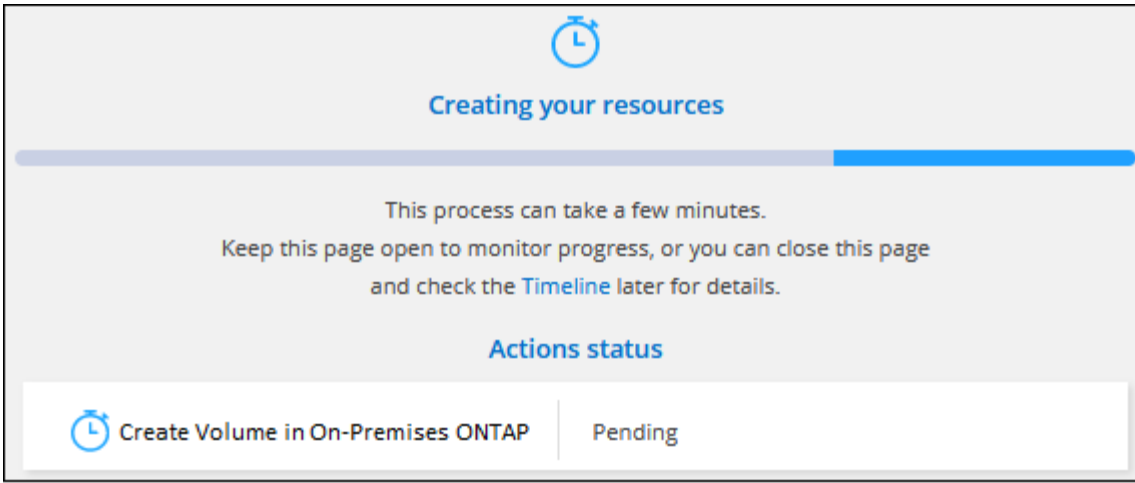 Creating your resources
This process can take a few minutes.
Keep this page open to monitor progress, or you can close this page
and check the Timeline later for details.
Actions status
Create Volume in On-Premises ONTAP
Pending